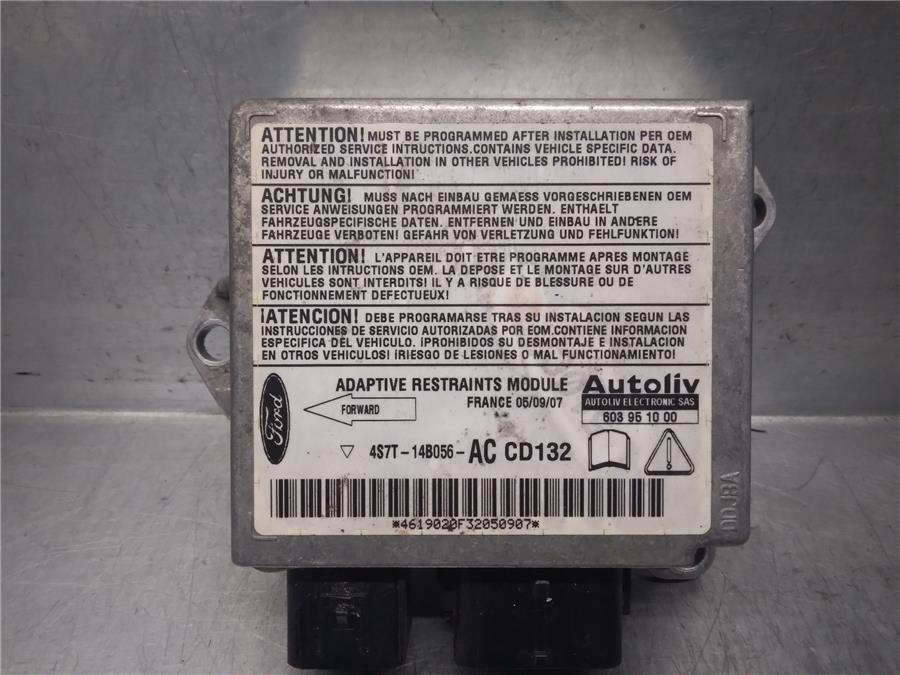 ATTENTION! MUST BE PROGRAMMED AFTER INSTALLATION PER OEM
AUTHORIZED SERVICE INTRUCTIONS.CONTAINS VEHICLE SPECIFIC DATA.
REMOVAL AND INSTALLATION IN OTHER VEHICLES PROHIBITED! RISK OF
INJURY OR MALFUNCTION!
ACHTUNG! MUSS NACH EINBAU GEMAESS VORGESCHRIEBENEN OEM
SERVICE ANWEISUNGEN PROGRAMMIERT WERDEN. ENTHAELT
FAHRZEUGSPECIFISCHE DATEN. ENTFERNEN UND EINBAU IN ANDERE
FAHRZEUGE VERBOTEN! GEFAHR VON VERLETZUNG UND FEHLFUNKTION!
ATTENTION! L'APPAREIL DOIT ETRE PROGRAMME APRES MONTAGE
SELON LES INTRUCTIONS OEM. LA DEPOSE ET LE MONTAGE SUR D'AUTRES
VEHICULES SONT INTERDITS! IL Y A RISQUE DE BLESSURE OU DE
FONCTIONNEMENT DEFECTUEUX!
¡ATENCION! DEBE PROGRAMARSE TRAS SU INSTALACION SEGUN LAS
INSTRUCCIONES DE SERVICIO AUTORIZADAS POR EOM.CONTIENE INFORMACION
ESPECIFICA DEL VEHICULO. ¡PROHIBIDOS SU DESMONTAJE E INSTALACION
EN OTROS VEHICULOS! ¡RIESGO DE LESIONES O MAL FUNCIONAMIENTO!
Ford
FORWARD
ADAPTIVE RESTRAINTS MODULE
FRANCE 05/09/07
Autoliv
AUTOLIV ELECTRONIC SAS
603 95 10 00
4S7T-14B056-AC CD132
*4619020F32050907*
DDJBA